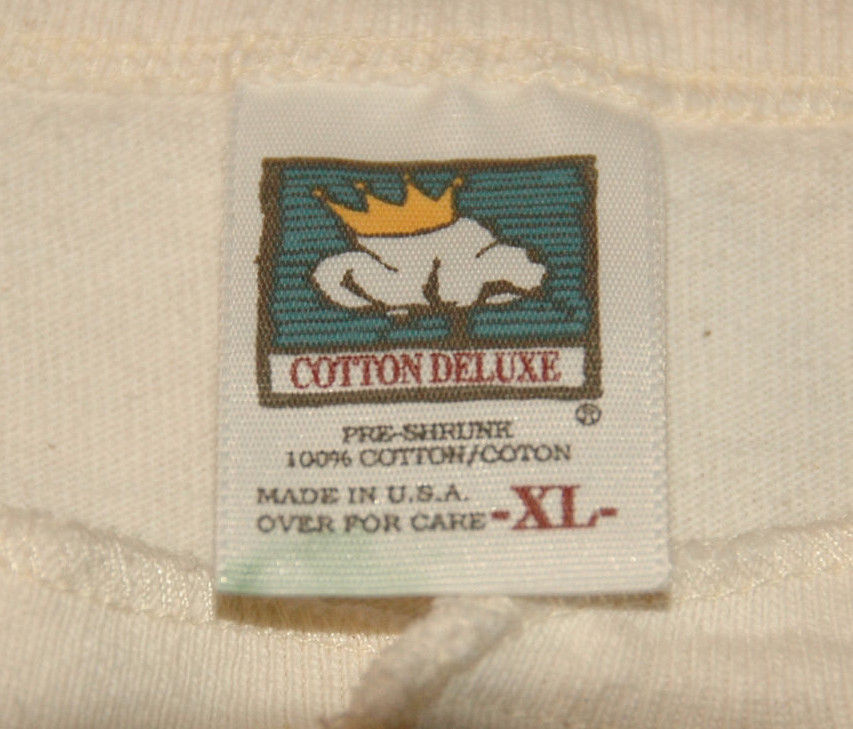 COTTON DELUXE
®
PRE-SHRUNK
100% COTTON/COTON
MADE IN U.S.A.
OVER FOR CARE -XL-